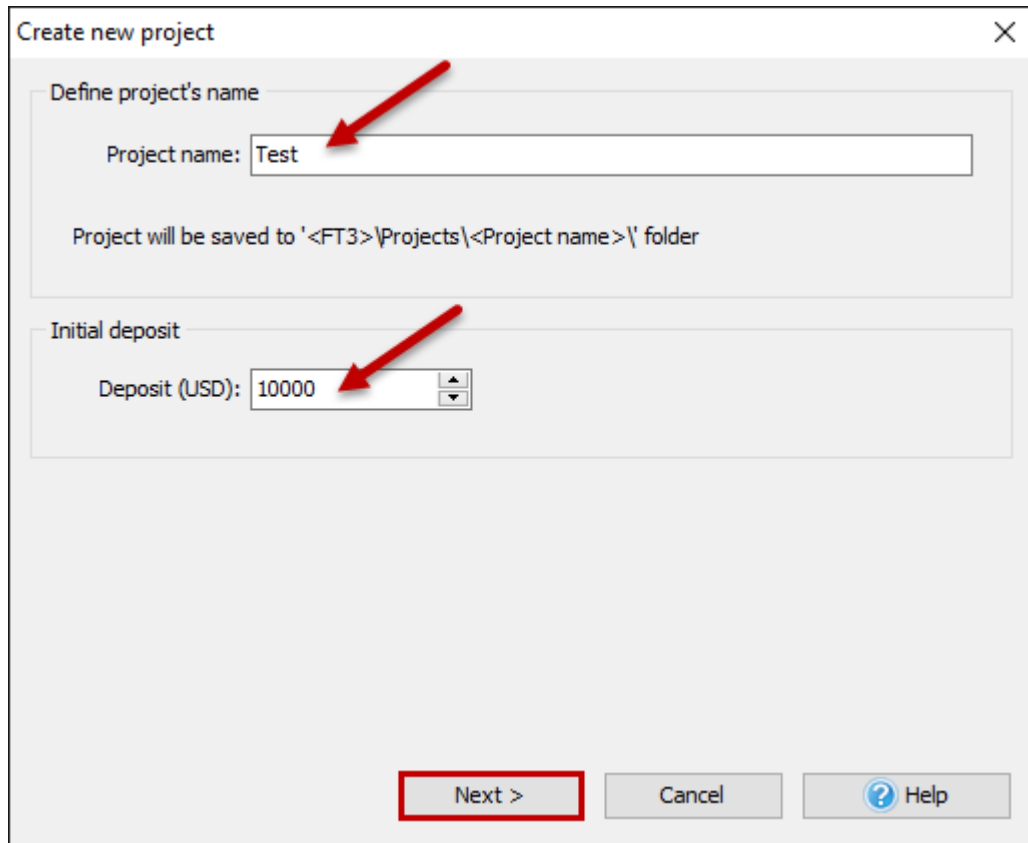 Create new project
Define project's name
Project name: Test
Project will be saved to '<FT3>\Projects\<Project name>\' folder
Initial deposit
Deposit (USD): 10000
Next >
Cancel
Help